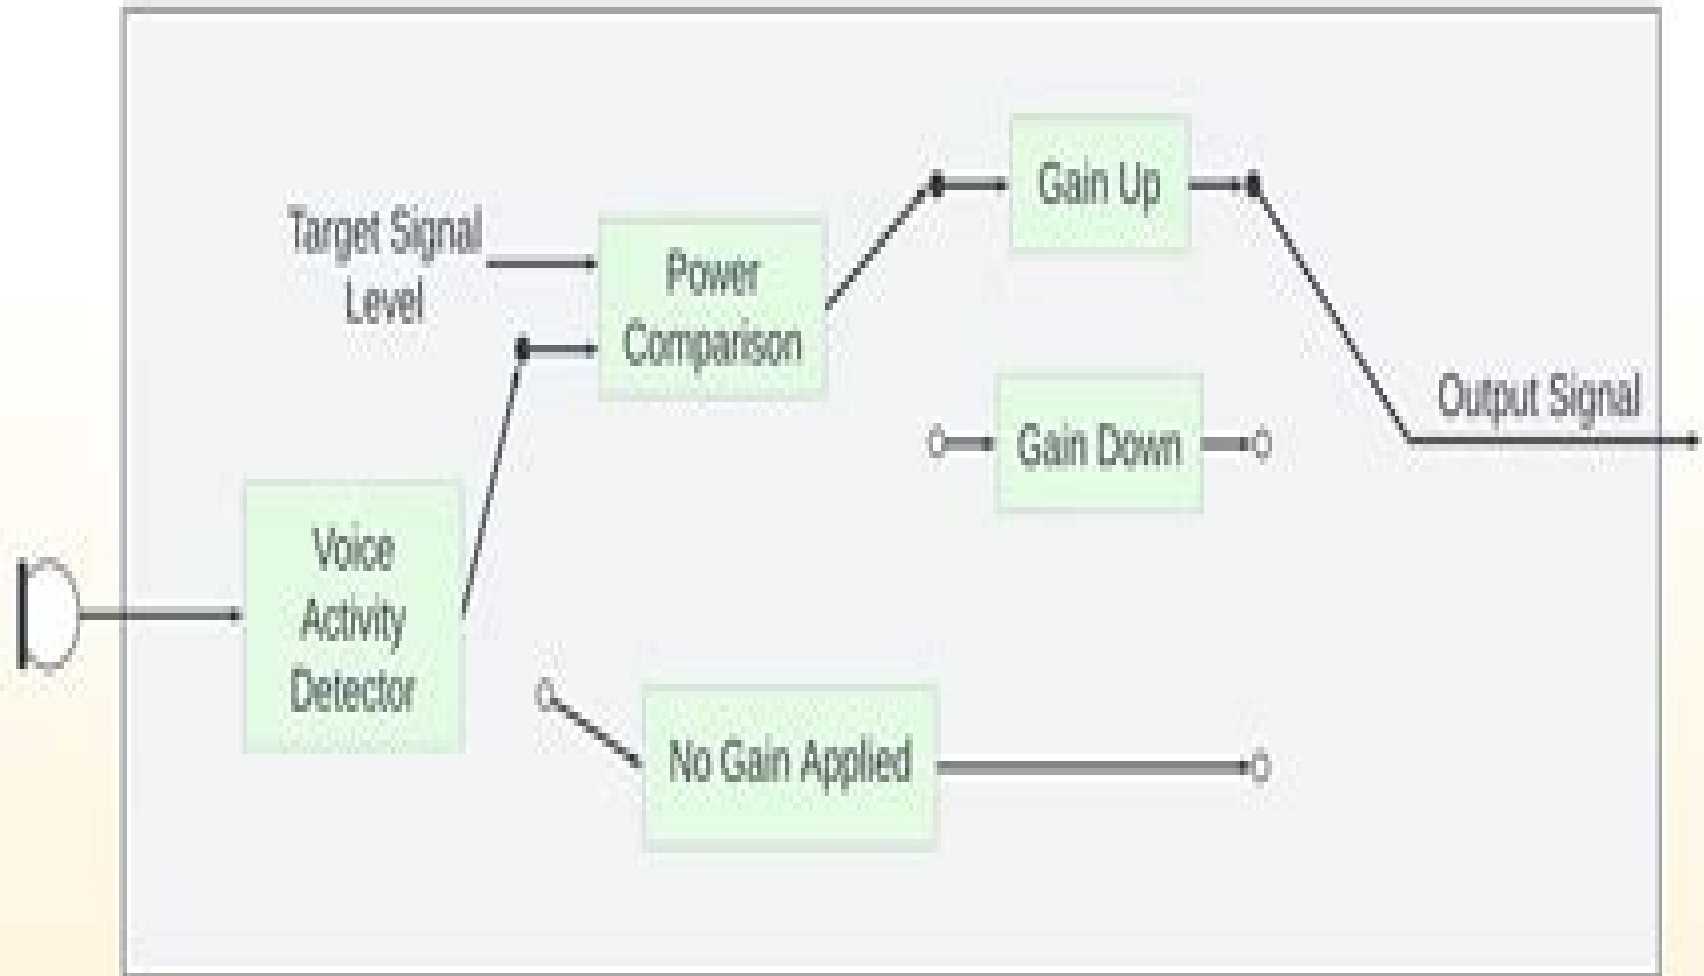 Target Signal
Level
Power
Comparison
Gain Up
Gain Down
Output Signal
Voice
Activity
Detector
No Gain Applied